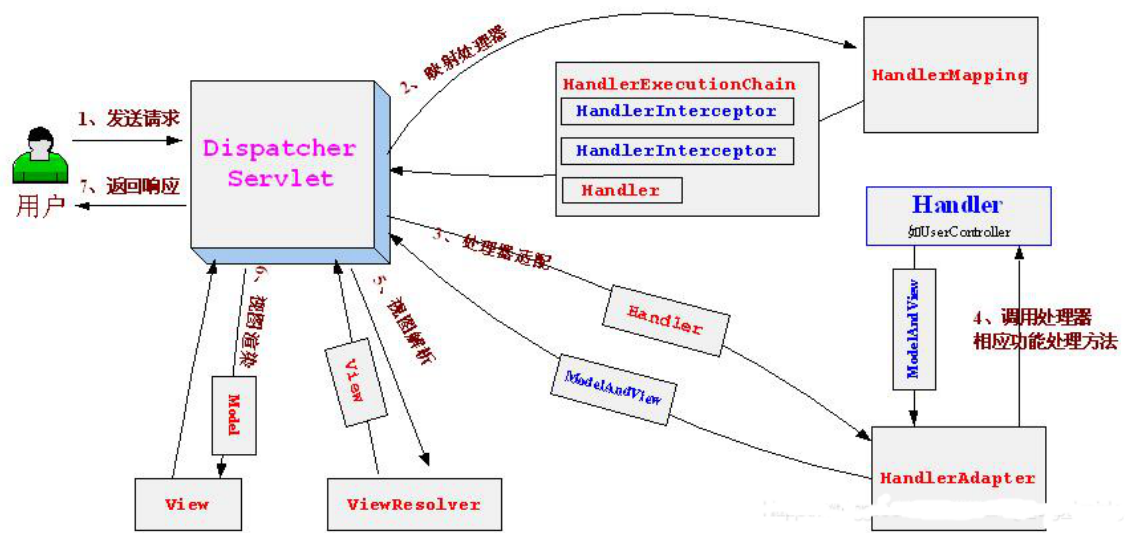 2、映射处理器
HandlerMapping
HandlerExecutionChain
HandlerInterceptor
HandlerInterceptor
Handler
1、发送请求
Dispatcher
Servlet
7、返回响应
用户
Handler
如UserController
3、处理器适配
Handler
ModelAndView
ModelAndView
4、调用处理器
相应功能处理方法
6、视图渲染
5、视图解析
View
Model
View
ViewResolver
HandlerAdapter